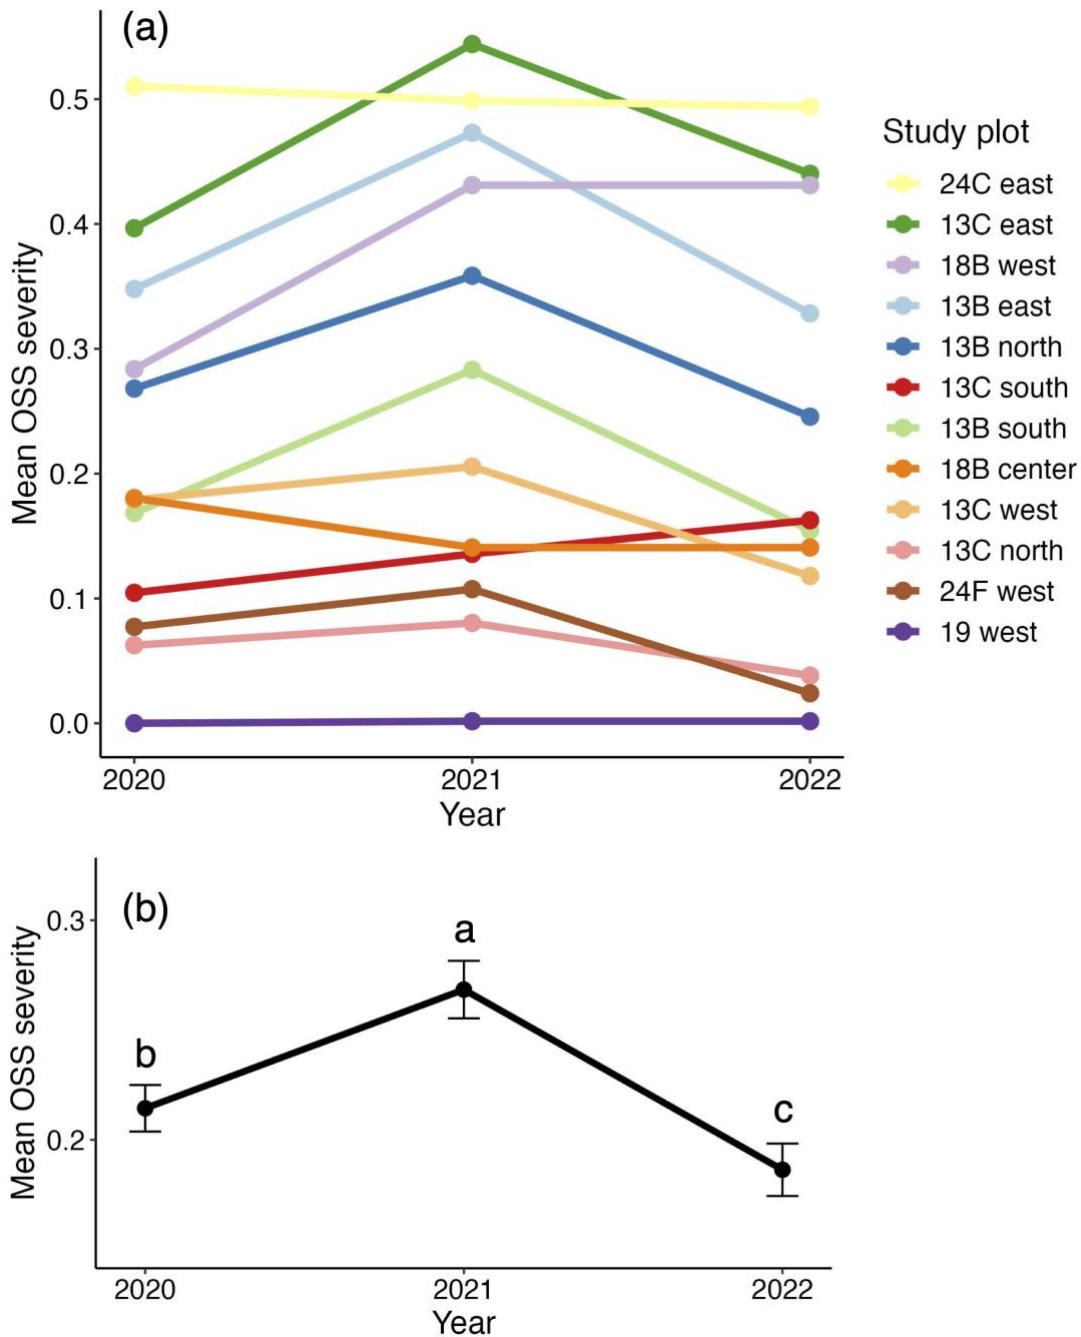 (a)
Mean OSS severity
0.5
0.4
0.3
0.2
0.1
0.0
2020
2021
2022
Year
Study plot
24C east
13C east
18B west
13B east
13B north
13C south
13B south
18B center
13C west
13C north
24F west
19 west
(b)
Mean OSS severity
0.3
0.2
b
a
c
2020
2021
2022
Year